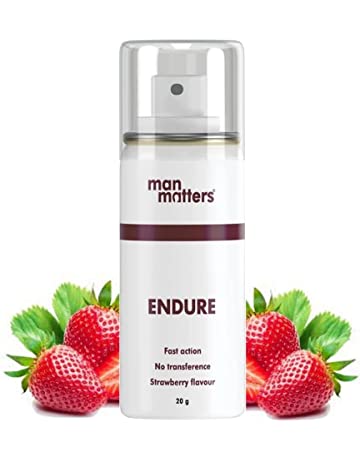 man
matters®
ENDURE
Fast action
No transference
Strawberry flavour
20 g